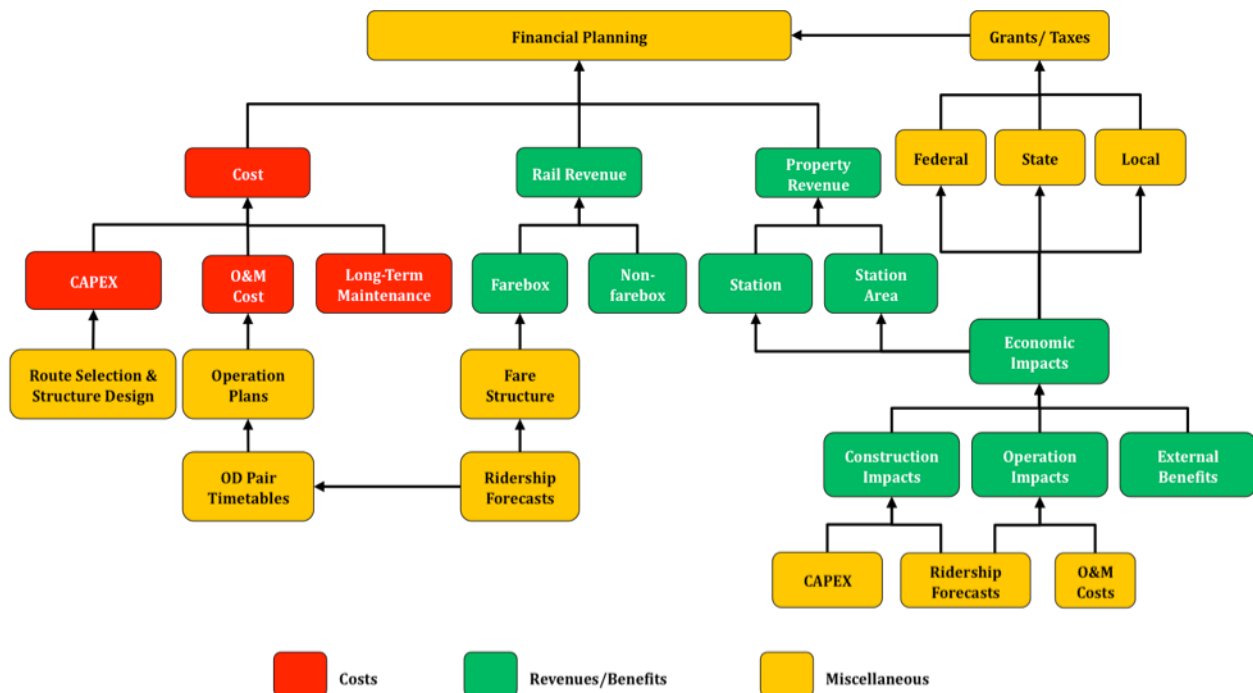 Financial Planning
Grants/ Taxes
Federal
State
Local
Cost
Rail Revenue
Property
Revenue
CAPEX
O&M
Cost
Long-Term
Maintenance
Farebox
Non-
farebox
Station
Station
Area
Economic
Impacts
Route Selection &
Structure Design
Operation
Plans
Fare
Structure
OD Pair
Timetables
Ridership
Forecasts
Construction
Impacts
Operation
Impacts
External
Benefits
CAPEX
Ridership
Forecasts
O&M
Costs
Costs
Revenues/Benefits
Miscellaneous